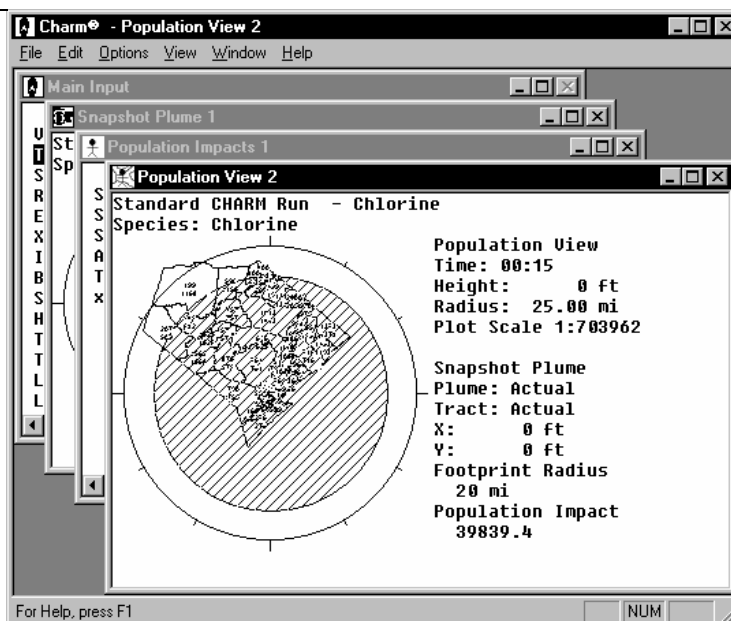 Charm® - Population View 2
File Edit Options View Window Help
Main Input
Snapshot Plume 1
Population Impacts 1
Population View 2
Standard CHARM Run - Chlorine
Species: Chlorine
Population View
Time: 00:15
Height: 0 ft
Radius: 25.00 mi
Plot Scale 1:703962
Snapshot Plume
Plume: Actual
Tract: Actual
X: 0 ft
Y: 0 ft
Footprint Radius
20 mi
Population Impact
39839.4
St
Sp
V
T
S
R
E
X
I
B
S
H
T
T
L
L
S
S
S
A
T
x
For Help, press F1
NUM